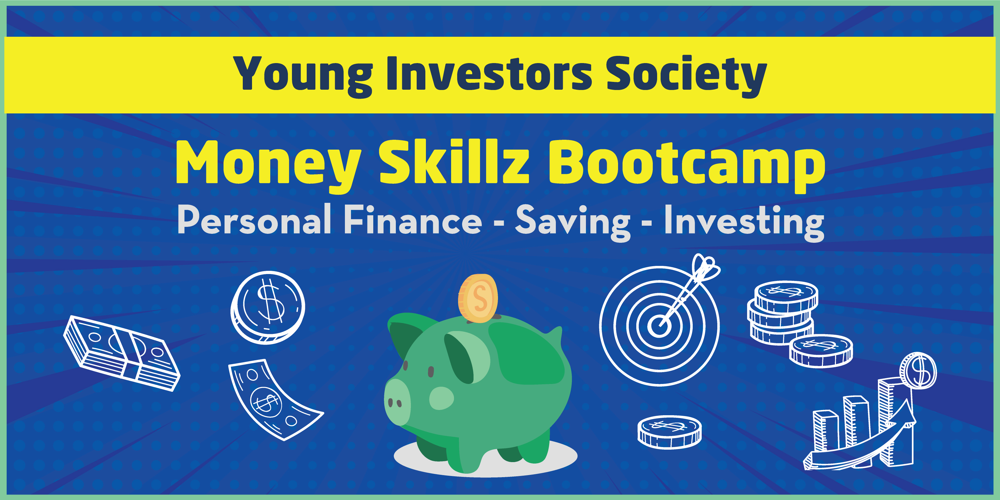 Young Investors Society
Money Skillz Bootcamp
Personal Finance - Saving - Investing
$
S
$
$
$
$
$